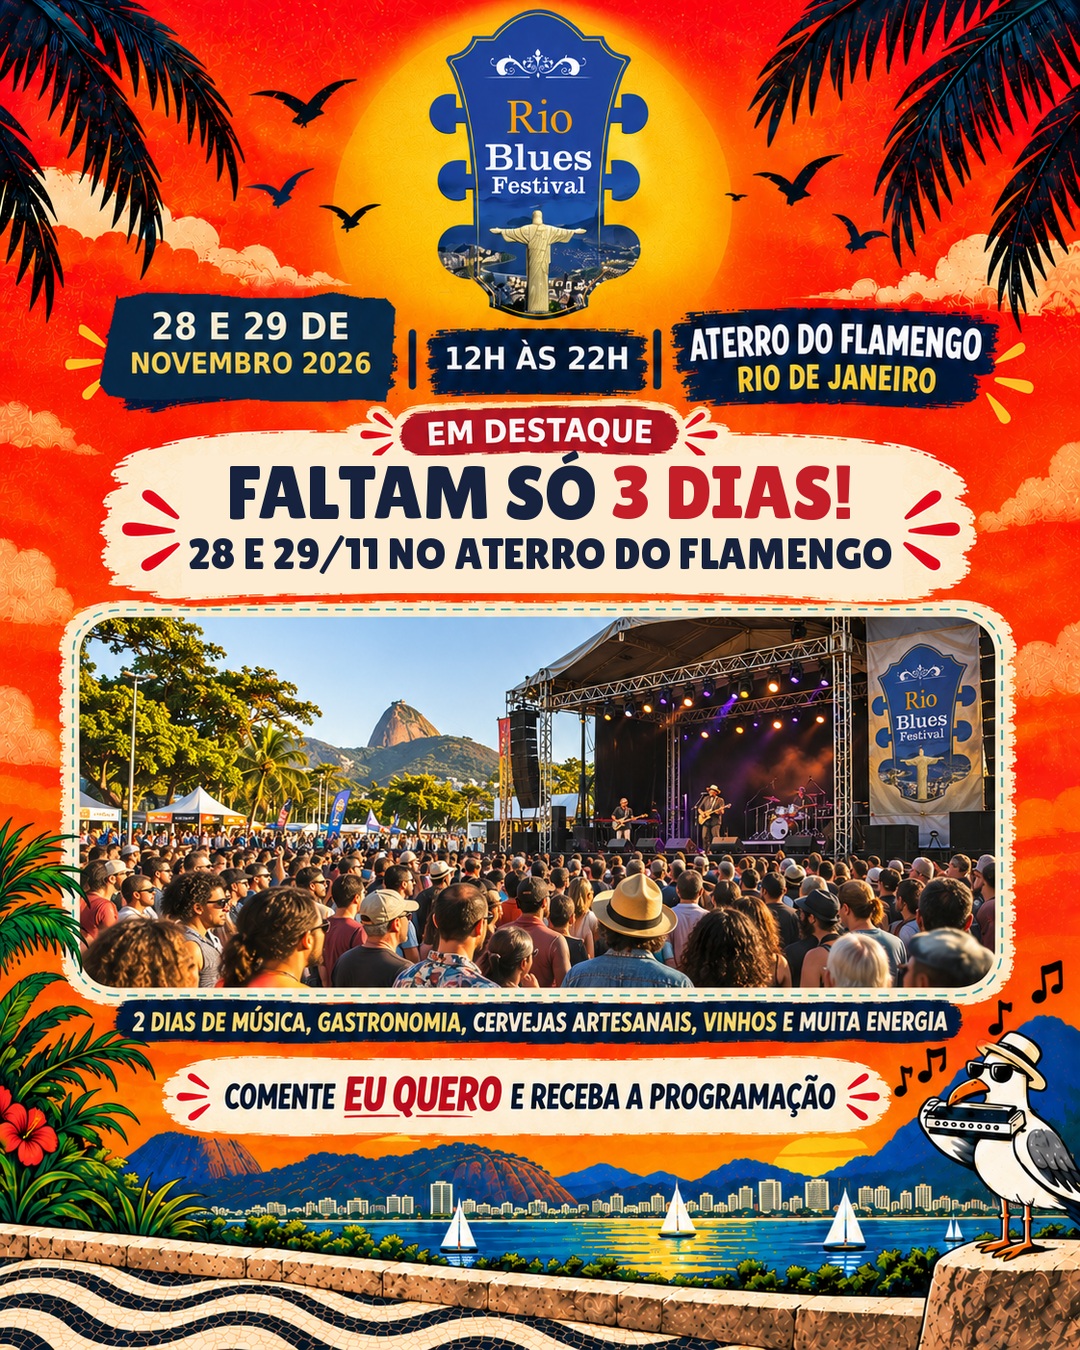 Rio
Blues
Festival
28 E 29 DE
NOVEMBRO 2026
12H ÀS 22H
ATERRO DO FLAMENGO
RIO DE JANEIRO
EM DESTAQUE
FALTAM SÓ 3 DIAS!
28 E 29/11 NO ATERRO DO FLAMENGO
Rio
Blues
Festival
2 DIAS DE MÚSICA, GASTRONOMIA, CERVEJAS ARTESANAIS, VINHOS E MUITA ENERGIA
COMENTE EU QUERO E RECEBA A PROGRAMAÇÃO